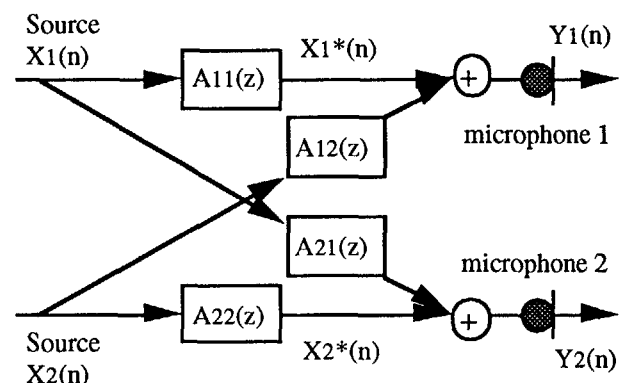 Source
X1(n)
A11(z)
X1*(n)
+
Y1(n)
microphone 1
A12(z)
A21(z)
microphone 2
A22(z)
X2*(n)
+
Y2(n)
Source
X2(n)